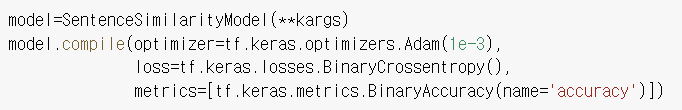 model=SentenceSimilarityModel(**kargs)
model.compile(optimizer=tf.keras.optimizers.Adam(1e-3),
              loss=tf.keras.losses.BinaryCrossentropy(),
              metrics=[tf.keras.metrics.BinaryAccuracy(name='accuracy')])